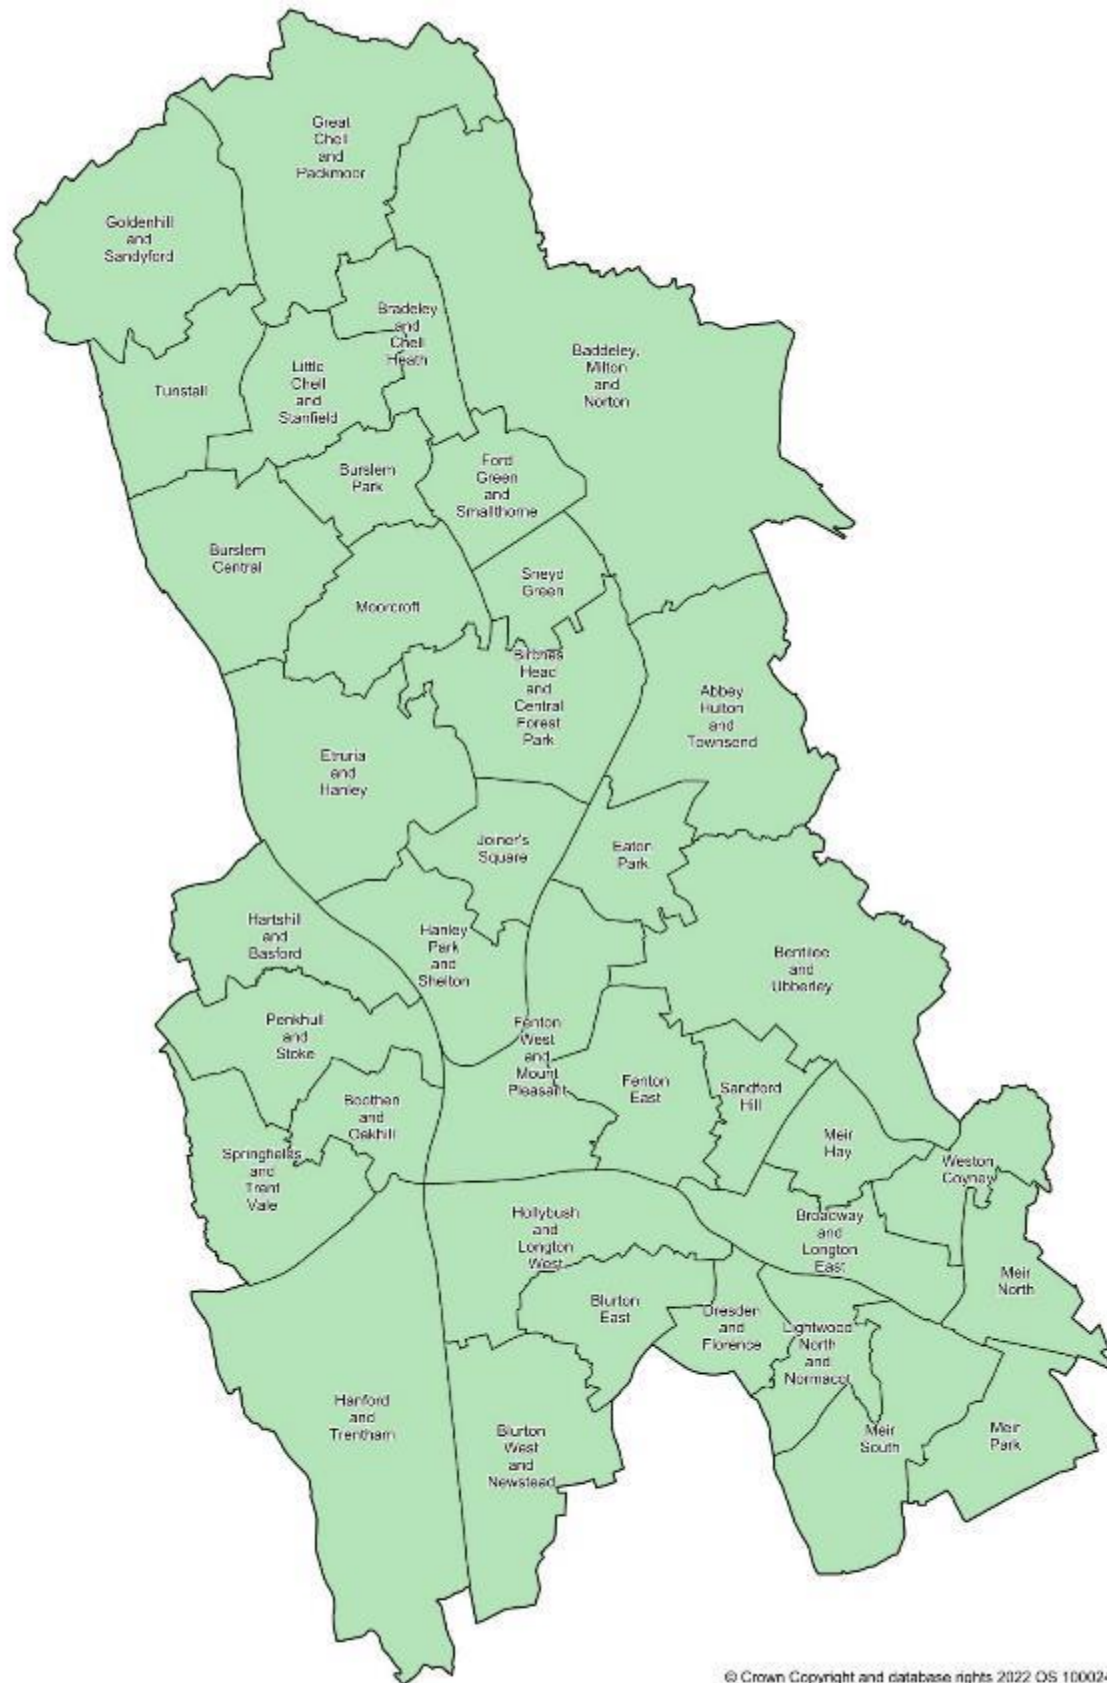 Great
Chell
and
Packmoor
Goldenhill
and
Sandyford
Bradeley
and
Chell
Heath
Baddeley,
Milton
and
Norton
Tunstall
Little
Chell
and
Stanfield
Burslem
Park
Ford
Green
and
Smallthorne
Burslem
Central
Sneyd
Green
Moorcroft
Birches
Head
and
Central
Forest
Park
Abbey
Hulton
and
Townsend
Etruria
and
Hanley
Joiner's
Square
Eaton
Park
Hartshill
and
Basford
Hanley
Park
and
Shelton
Bentilee
and
Ubberley
Penkhull
and
Stoke
Fenton
West
and
Mount
Pleasant
Fenton
East
Sandford
Hill
Boothen
and
Oakhill
Meir
Hay
Springfields
and
Trent
Vale
Weston
Coyney
Hollybush
and
Longton
West
Broadway
and
Longton
East
Meir
North
Blurton
East
Dresden
and
Florence
Lightwood
North
and
Normacot
Hanford
and
Trentham
Blurton
West
and
Newstead
Meir
South
Meir
Park
© Crown Copyright and database rights 2022 OS 100024